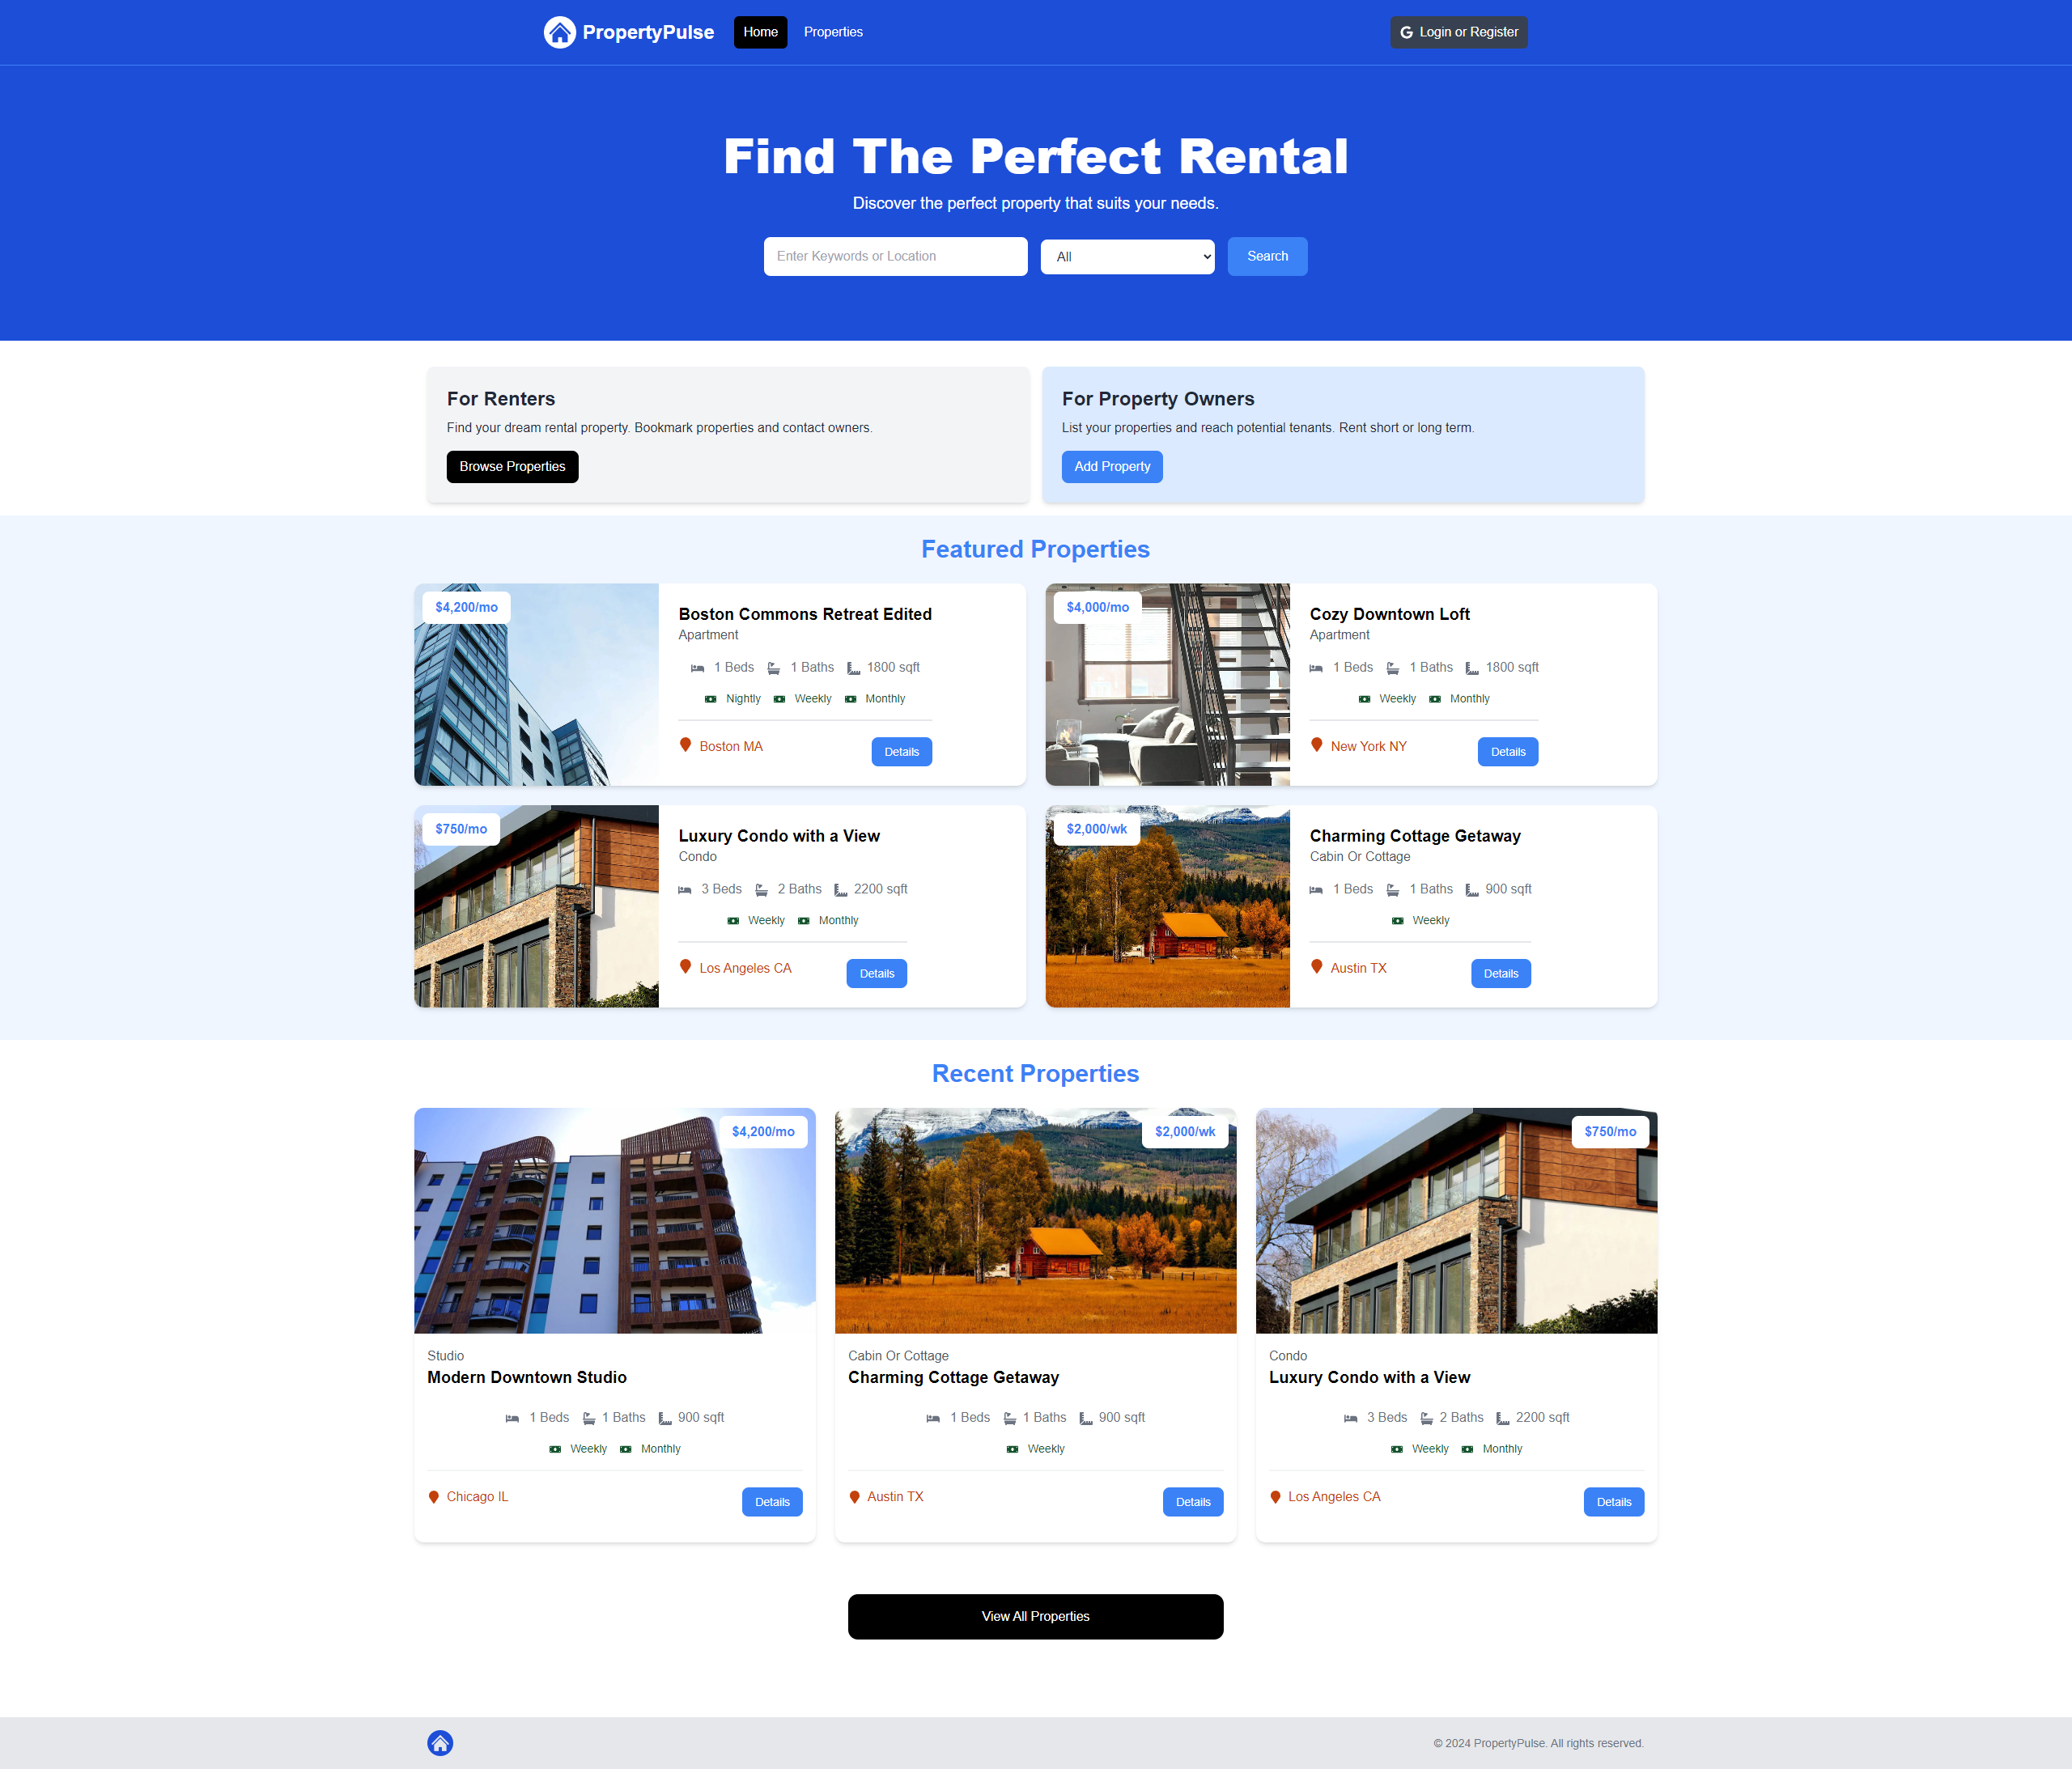 PropertyPulse
Home
Properties
Login or Register
Find The Perfect Rental
Discover the perfect property that suits your needs.
Enter Keywords or Location
All
Search
For Renters
Find your dream rental property. Bookmark properties and contact owners.
Browse Properties
For Property Owners
List your properties and reach potential tenants. Rent short or long term.
Add Property
Featured Properties
$4,200/mo
Boston Commons Retreat Edited
Apartment
1 Beds 1 Baths 1800 sqft
Nightly Weekly Monthly
Boston MA
Details
$4,000/mo
Cozy Downtown Loft
Apartment
1 Beds 1 Baths 1800 sqft
Weekly Monthly
New York NY
Details
$750/mo
Luxury Condo with a View
Condo
3 Beds 2 Baths 2200 sqft
Weekly Monthly
Los Angeles CA
Details
$2,000/wk
Charming Cottage Getaway
Cabin Or Cottage
1 Beds 1 Baths 900 sqft
Weekly
Austin TX
Details
Recent Properties
$4,200/mo
Studio
Modern Downtown Studio
1 Beds 1 Baths 900 sqft
Weekly Monthly
Chicago IL
Details
$2,000/wk
Cabin Or Cottage
Charming Cottage Getaway
1 Beds 1 Baths 900 sqft
Weekly
Austin TX
Details
$750/mo
Condo
Luxury Condo with a View
3 Beds 2 Baths 2200 sqft
Weekly Monthly
Los Angeles CA
Details
View All Properties
© 2024 PropertyPulse. All rights reserved.